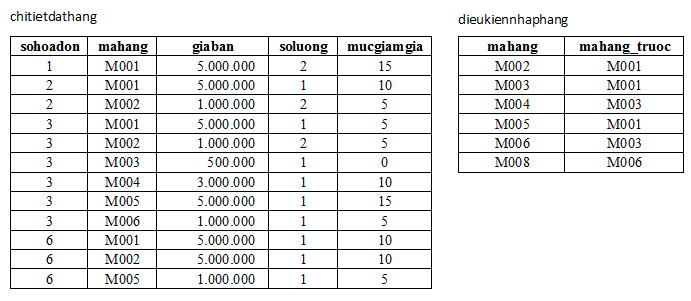 chitietdathang
sohoadon mahang giaban soluong mucgiamgia
1 M001 5.000.000 2 15
2 M001 5.000.000 1 10
2 M002 1.000.000 2 5
3 M001 5.000.000 1 5
3 M002 1.000.000 2 5
3 M003 500.000 1 0
3 M004 3.000.000 1 10
3 M005 5.000.000 1 15
3 M006 1.000.000 1 5
6 M001 5.000.000 1 10
6 M002 5.000.000 1 10
6 M005 1.000.000 1 5
dieukiennhaphang
mahang mahang_truoc
M002 M001
M003 M001
M004 M003
M005 M001
M006 M003
M008 M006